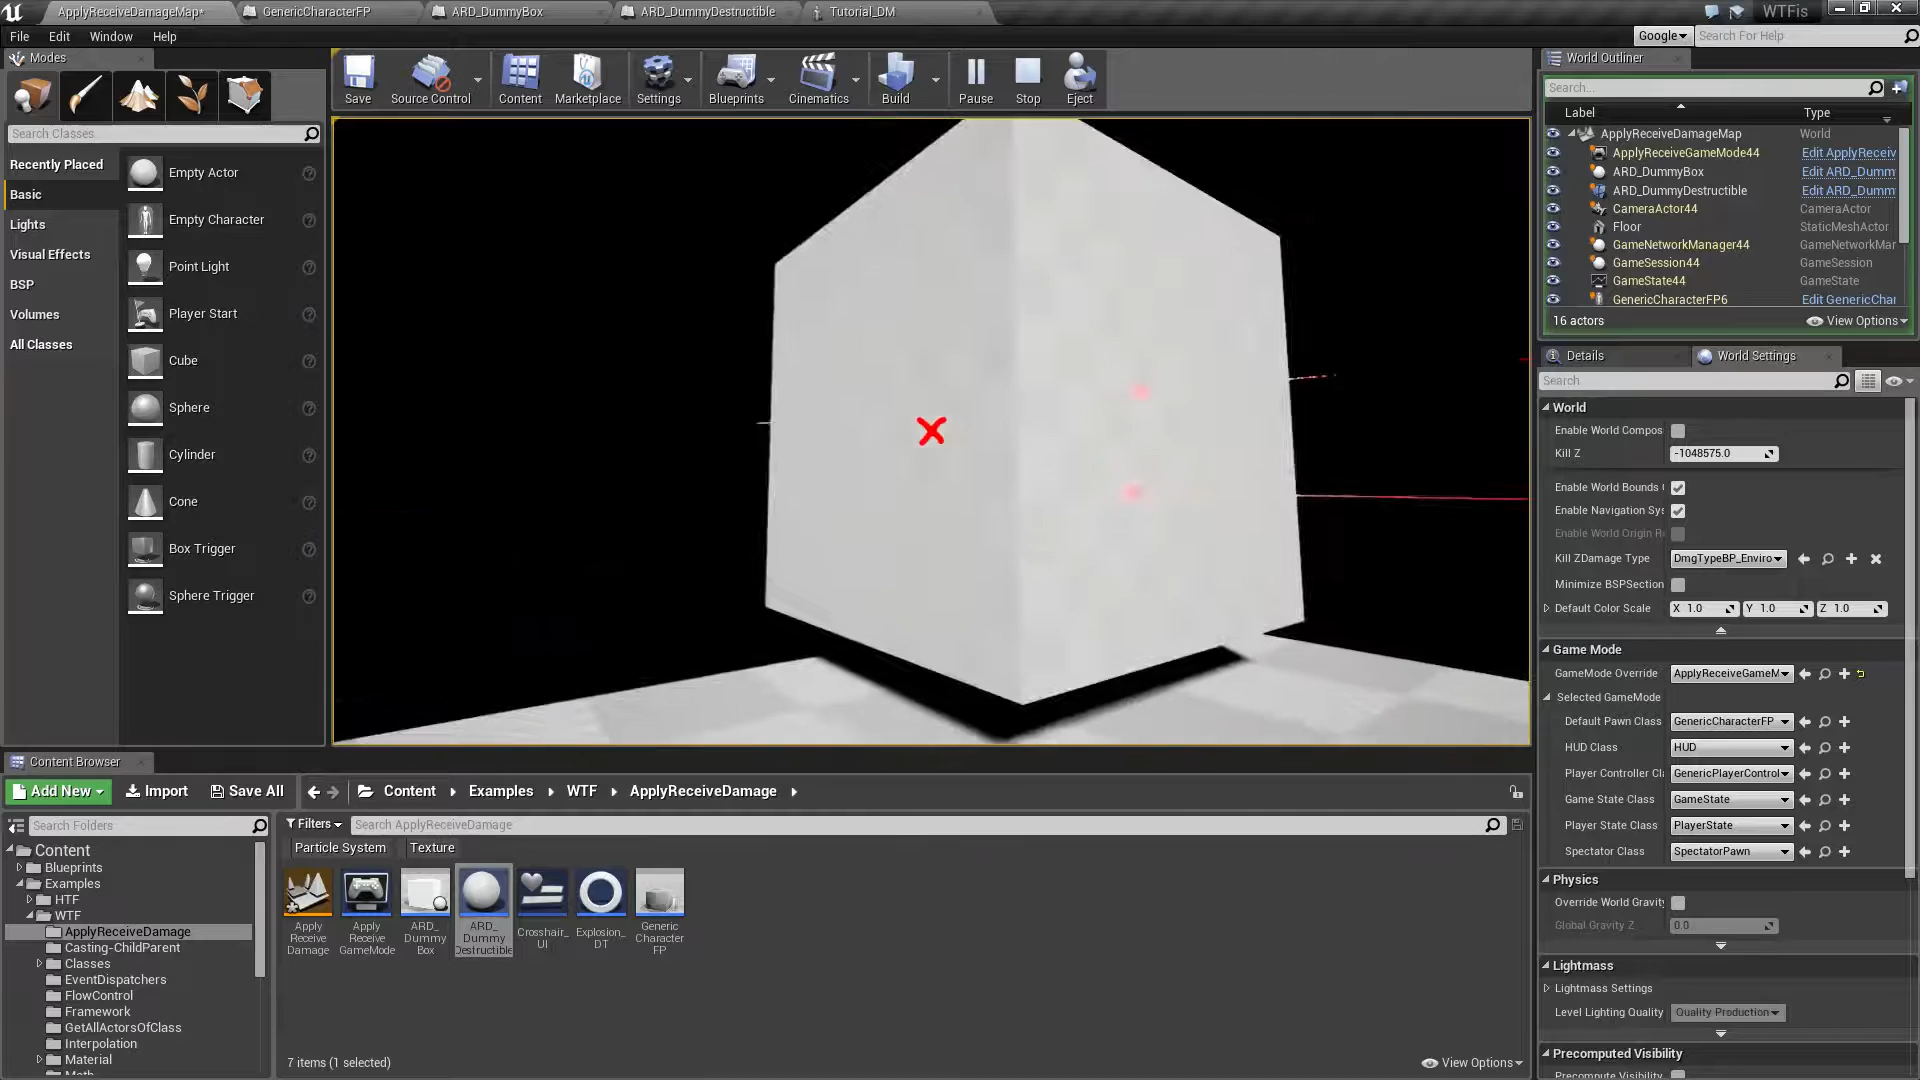 ApplyReceiveDamageMap*
GenericCharacterFP
ARD_DummyBox
ARD_DummyDestructible
Tutorial_DM
WTFis
File Edit Window Help
Google
Search For Help
Modes
Search Classes
Recently Placed
Basic
Lights
Visual Effects
BSP
Volumes
All Classes
Empty Actor
Empty Character
Point Light
Player Start
Cube
Sphere
Cylinder
Cone
Box Trigger
Sphere Trigger
Save
Source Control
Content
Marketplace
Settings
Blueprints
Cinematics
Build
Pause
Stop
Eject
World Outliner
Search...
Label Type
ApplyReceiveDamageMap World
ApplyReceiveGameMode44 Edit ApplyReceiv
ARD_DummyBox Edit ARD_Dumm
ARD_DummyDestructible Edit ARD_Dumm
CameraActor44 CameraActor
Floor StaticMeshActor
GameNetworkManager44 GameNetworkMar
GameSession44 GameSession
GameState44 GameState
GenericCharacterFP6 Edit GenericChar
16 actors
View Options
Details
World Settings
Search
World
Enable World Compos
Kill Z -1048575.0
Enable World Bounds
Enable Navigation Sys
Enable World Origin R
Kill ZDamage Type DmgTypeBP_Enviro
Minimize BSPSection
Default Color Scale X 1.0 Y 1.0 Z 1.0
Game Mode
GameMode Override ApplyReceiveGameM
Selected GameMode
Default Pawn Class GenericCharacterFP
HUD Class HUD
Player Controller Cl GenericPlayerControl
Game State Class GameState
Player State Class PlayerState
Spectator Class SpectatorPawn
Physics
Override World Gravity
Global Gravity Z 0.0
Lightmass
Lightmass Settings
Level Lighting Quality Quality Production
Precomputed Visibility
Precompute Visibility
Content Browser
Add New
Import
Save All
Content Examples WTF ApplyReceiveDamage
Search Folders
Content
Blueprints
Examples
HTF
WTF
ApplyReceiveDamage
Casting-ChildParent
Classes
EventDispatchers
FlowControl
Framework
GetAllActorsOfClass
Interpolation
Material
Math
Filters
Search ApplyReceiveDamage
Particle System
Texture
Apply
Receive
Damage
Apply
Receive
GameMode
ARD_
Dummy
Box
ARD_
Dummy
Destructible
Crosshair_
UI
Explosion_
DT
Generic
Character
FP
7 items (1 selected)
View Options